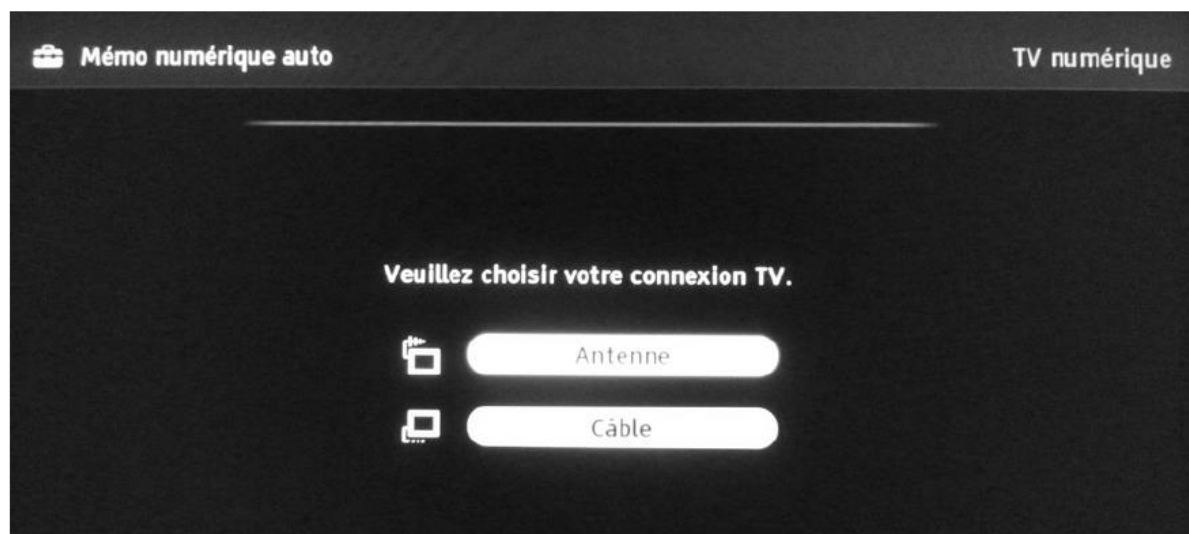 Mémo numérique auto
TV numérique
Veuillez choisir votre connexion TV.
Antenne
Câble